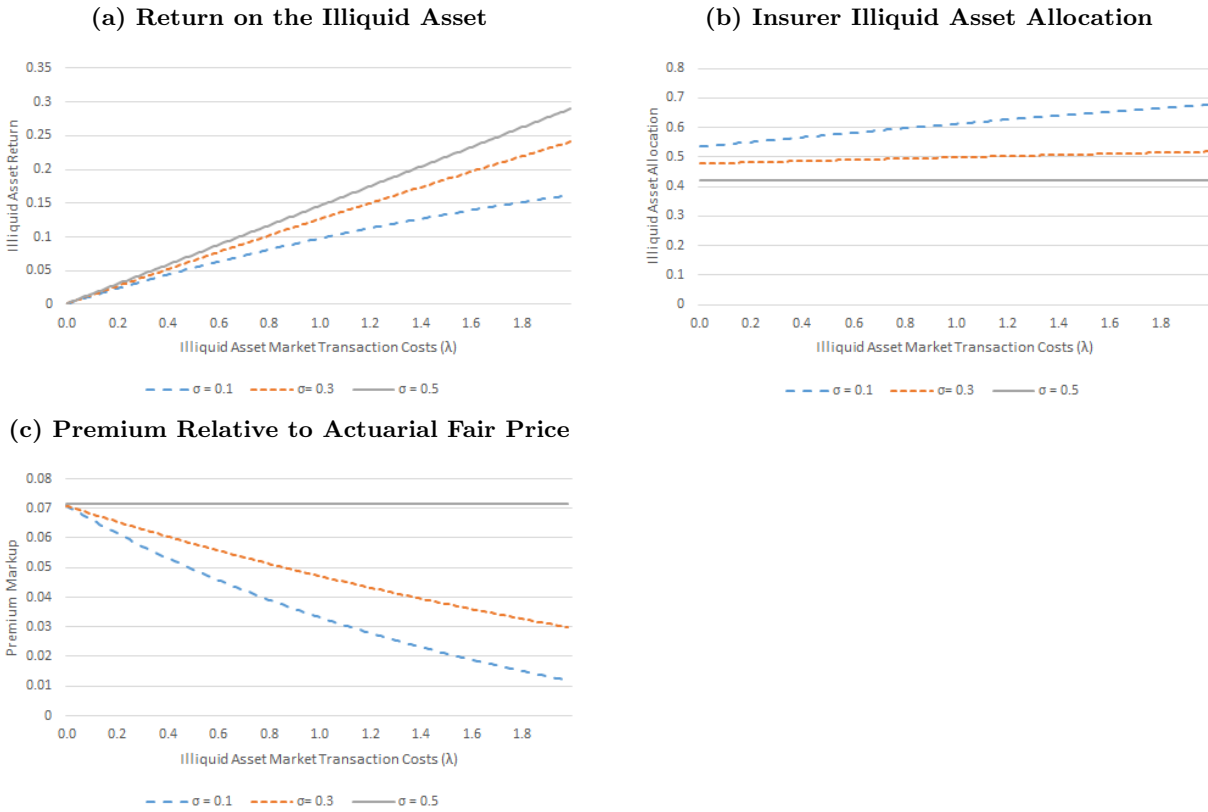 (a) Return on the Illiquid Asset
Illiquid Asset Return
0.35
0.3
0.25
0.2
0.15
0.1
0.05
0
0.0 0.2 0.4 0.6 0.8 1.0 1.2 1.4 1.6 1.8
Illiquid Asset Market Transaction Costs (λ)
σ = 0.1 σ= 0.3 σ = 0.5
(b) Insurer Illiquid Asset Allocation
Illiquid Asset Allocation
0.8
0.7
0.6
0.5
0.4
0.3
0.2
0.1
0
0.0 0.2 0.4 0.6 0.8 1.0 1.2 1.4 1.6 1.8
Illiquid Asset Market Transaction Costs (λ)
σ = 0.1 σ= 0.3 σ = 0.5
(c) Premium Relative to Actuarial Fair Price
Premium Markup
0.08
0.07
0.06
0.05
0.04
0.03
0.02
0.01
0
0.0 0.2 0.4 0.6 0.8 1.0 1.2 1.4 1.6 1.8
Illiquid Asset Market Transaction Costs (λ)
σ = 0.1 σ= 0.3 σ = 0.5